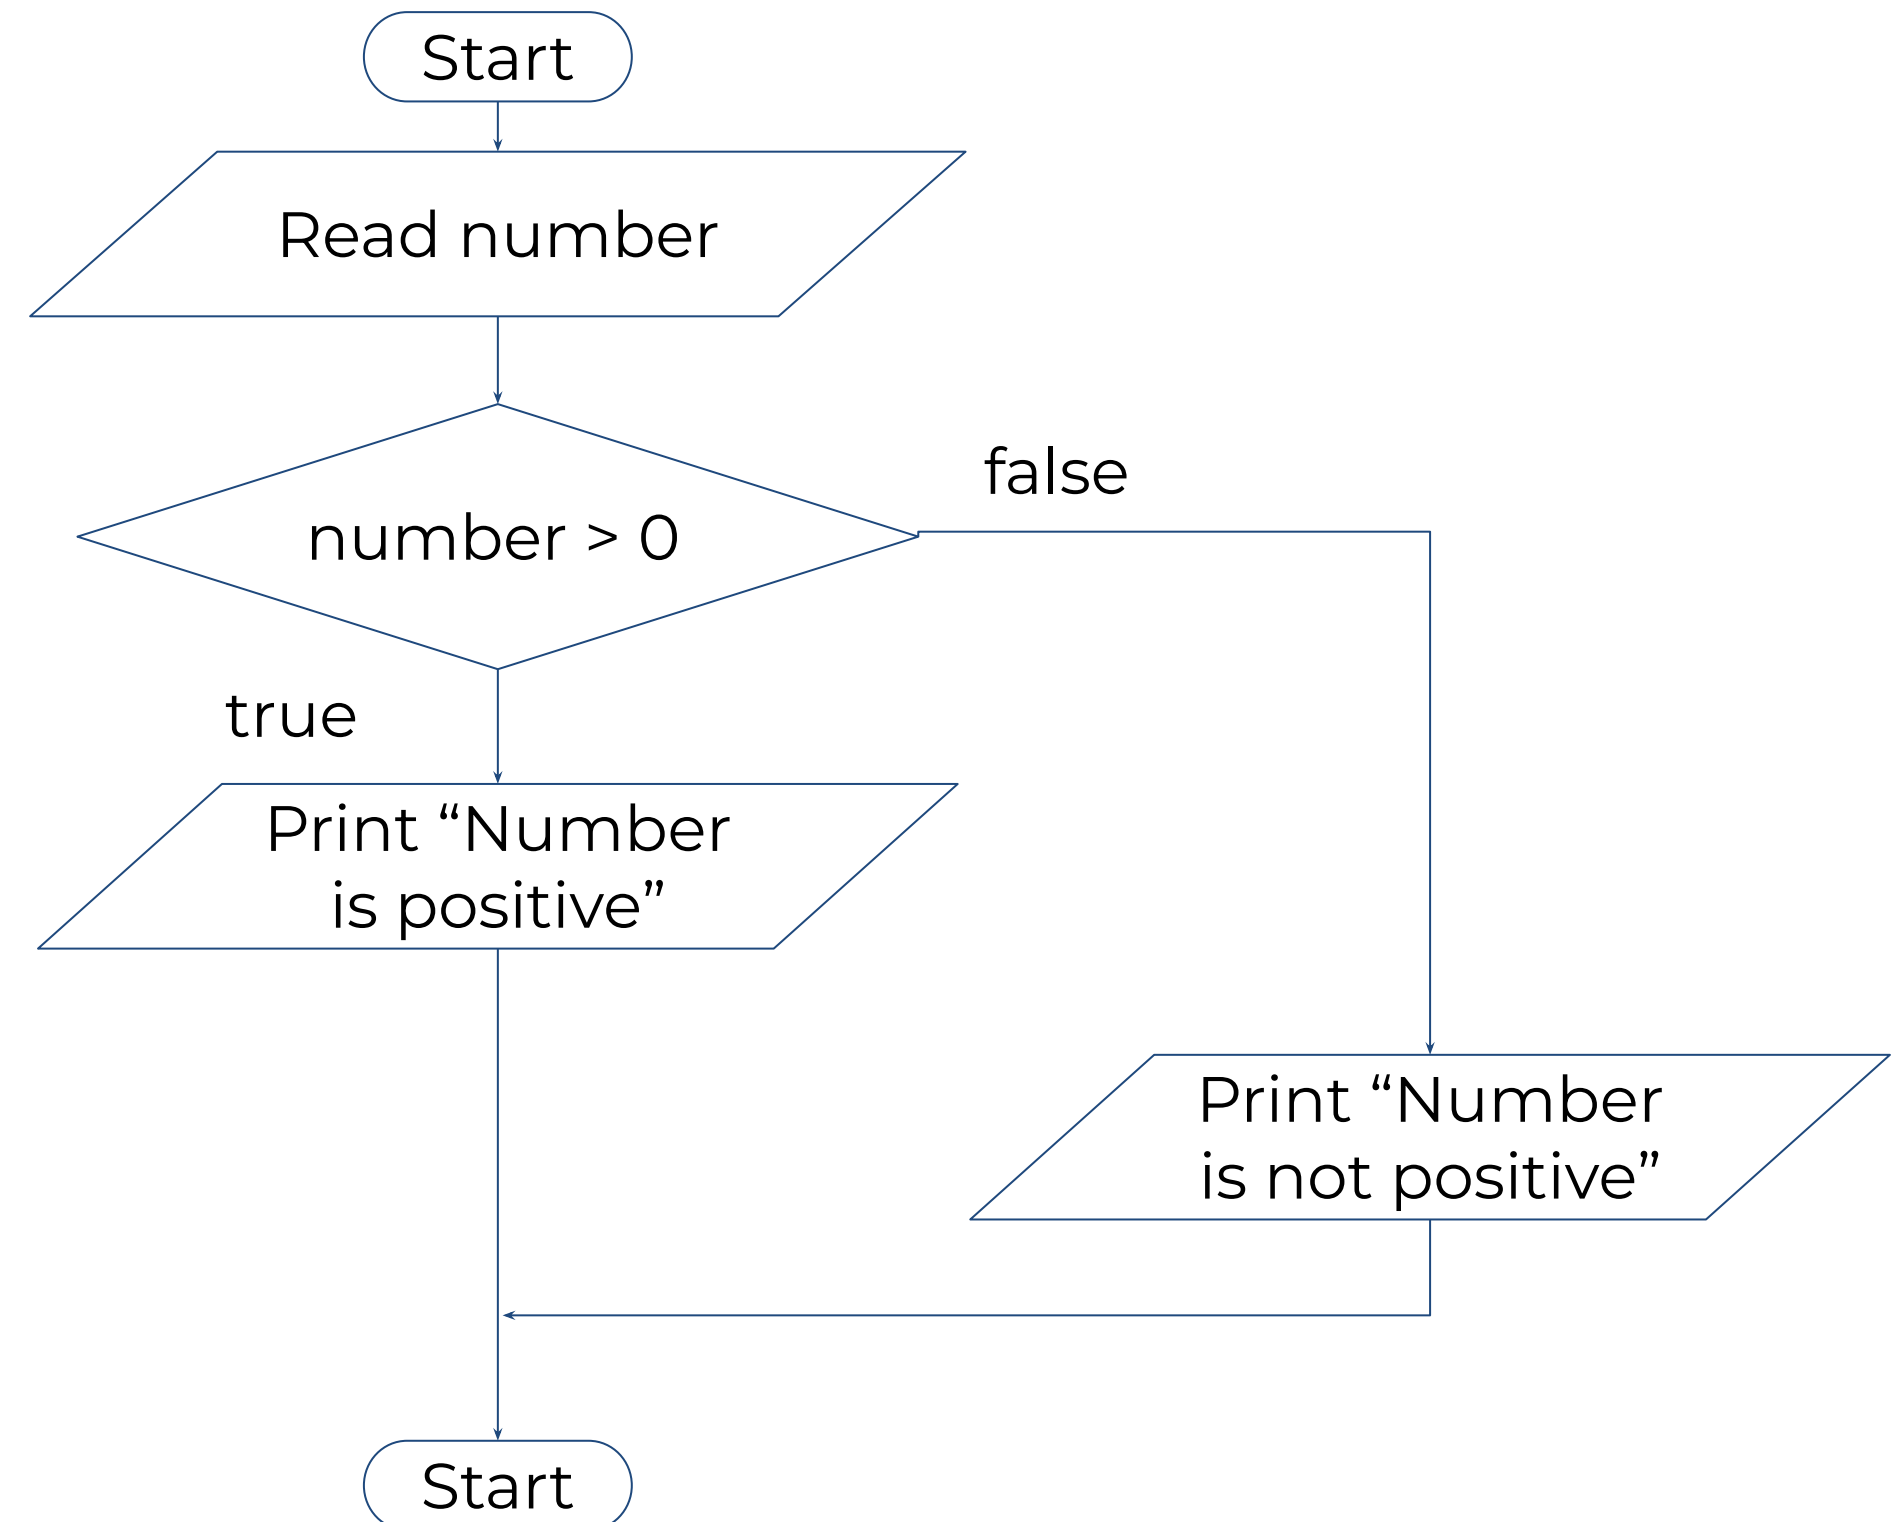 Start
Read number
number > 0
false
true
Print “Number
is positive”
Print “Number
is not positive”
Start